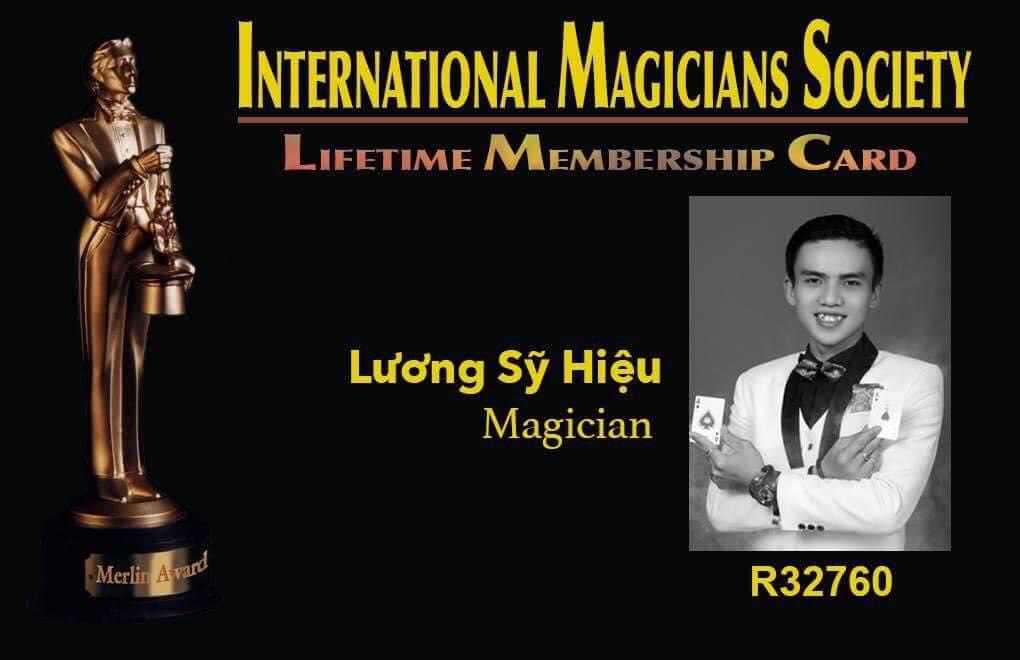 INTERNATIONAL MAGICIANS SOCIETY
LIFETIME MEMBERSHIP CARD
Lương Sỹ Hiệu
Magician
R32760
Merlin Award